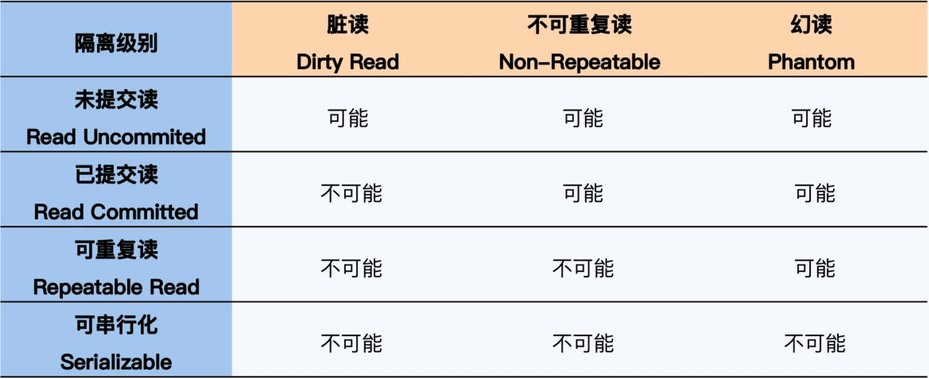 隔离级别
脏读
Dirty Read
不可重复读
Non-Repeatable
幻读
Phantom
未提交读
Read Uncommited
可能
可能
可能
已提交读
Read Committed
不可能
可能
可能
可重复读
Repeatable Read
不可能
不可能
可能
可串行化
Serializable
不可能
不可能
不可能